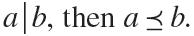 a|b, then a ⪯ b.